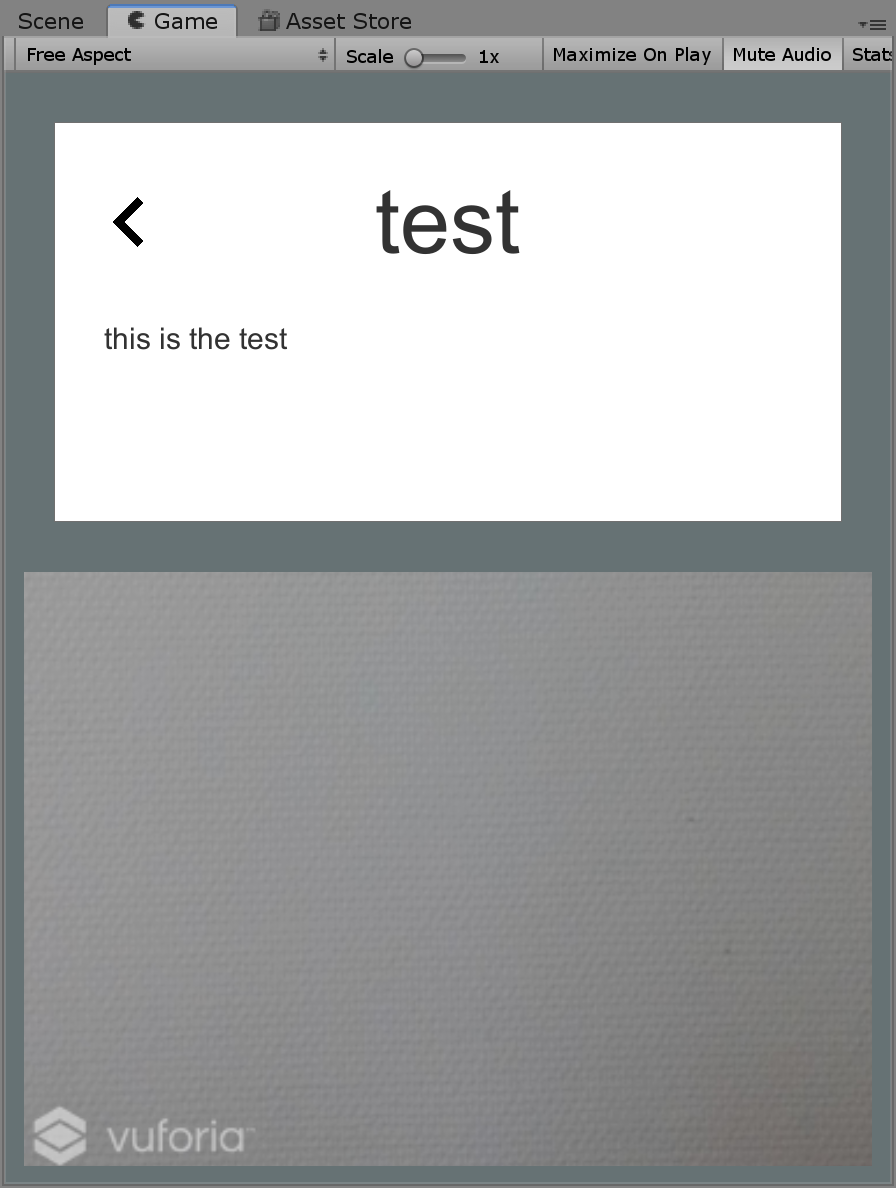 Scene Game Asset Store
Free Aspect Scale 1x Maximize On Play Mute Audio Stats
test
this is the test
vuforia™